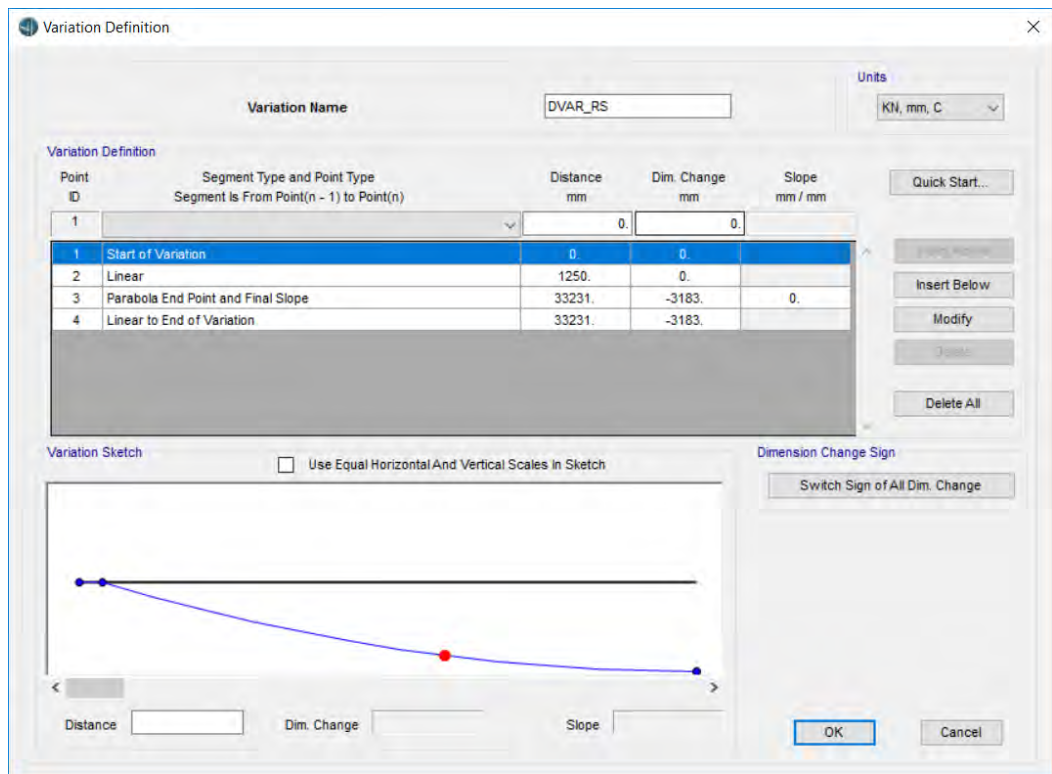 Variation Definition
Units
Variation Name DVAR_RS KN, mm, C
Variation Definition
Point Segment Type and Point Type Distance Dim. Change Slope
ID Segment Is From Point(n - 1) to Point(n) mm mm mm / mm
Quick Start...
1 0. 0.
1 Start of Variation 0. 0.
2 Linear 1250. 0.
Insert Below
3 Parabola End Point and Final Slope 33231. -3183. 0.
4 Linear to End of Variation 33231. -3183.
Modify
Delete All
Variation Sketch
Use Equal Horizontal And Vertical Scales In Sketch
Dimension Change Sign
Switch Sign of All Dim. Change
Distance Dim. Change Slope
OK Cancel